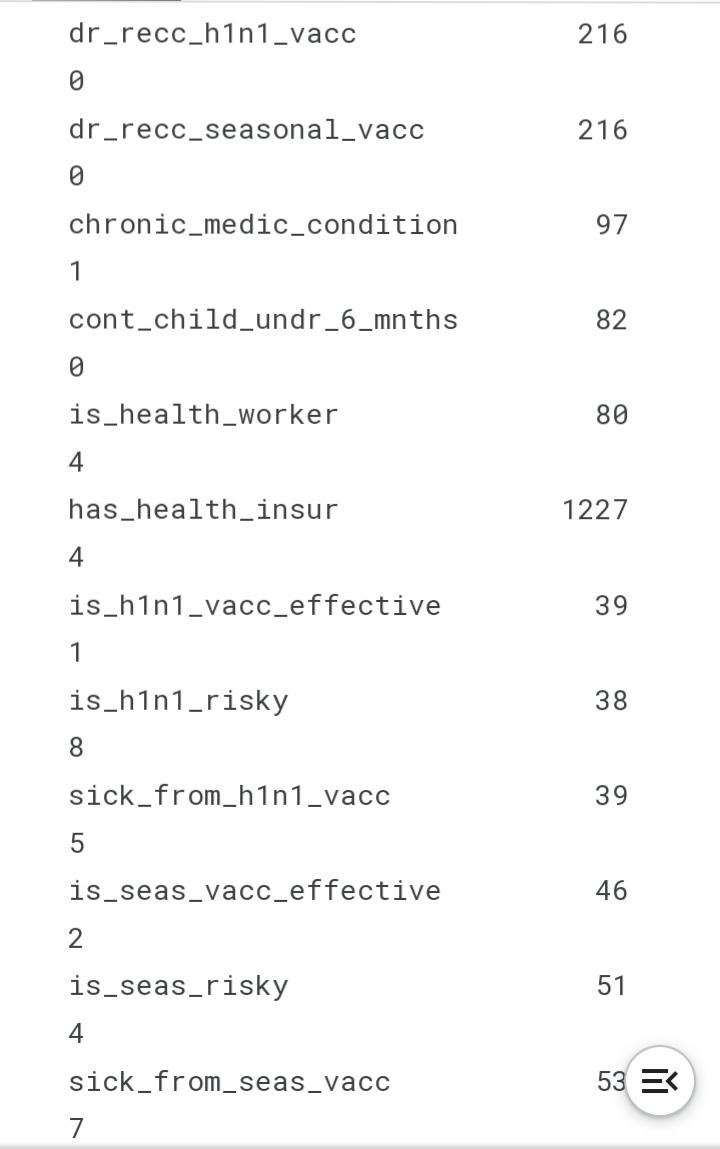 dr_recc_h1n1_vacc 216
0
dr_recc_seasonal_vacc 216
0
chronic_medic_condition 97
1
cont_child_undr_6_mnths 82
0
is_health_worker 80
4
has_health_insur 1227
4
is_h1n1_vacc_effective 39
1
is_h1n1_risky 38
8
sick_from_h1n1_vacc 39
5
is_seas_vacc_effective 46
2
is_seas_risky 51
4
sick_from_seas_vacc 53
7